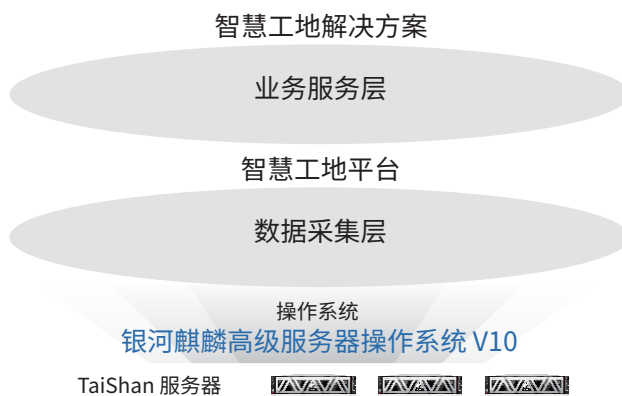 智慧工地解决方案
业务服务层
智慧工地平台
数据采集层
操作系统
银河麒麟高级服务器操作系统 V10
TaiShan 服务器